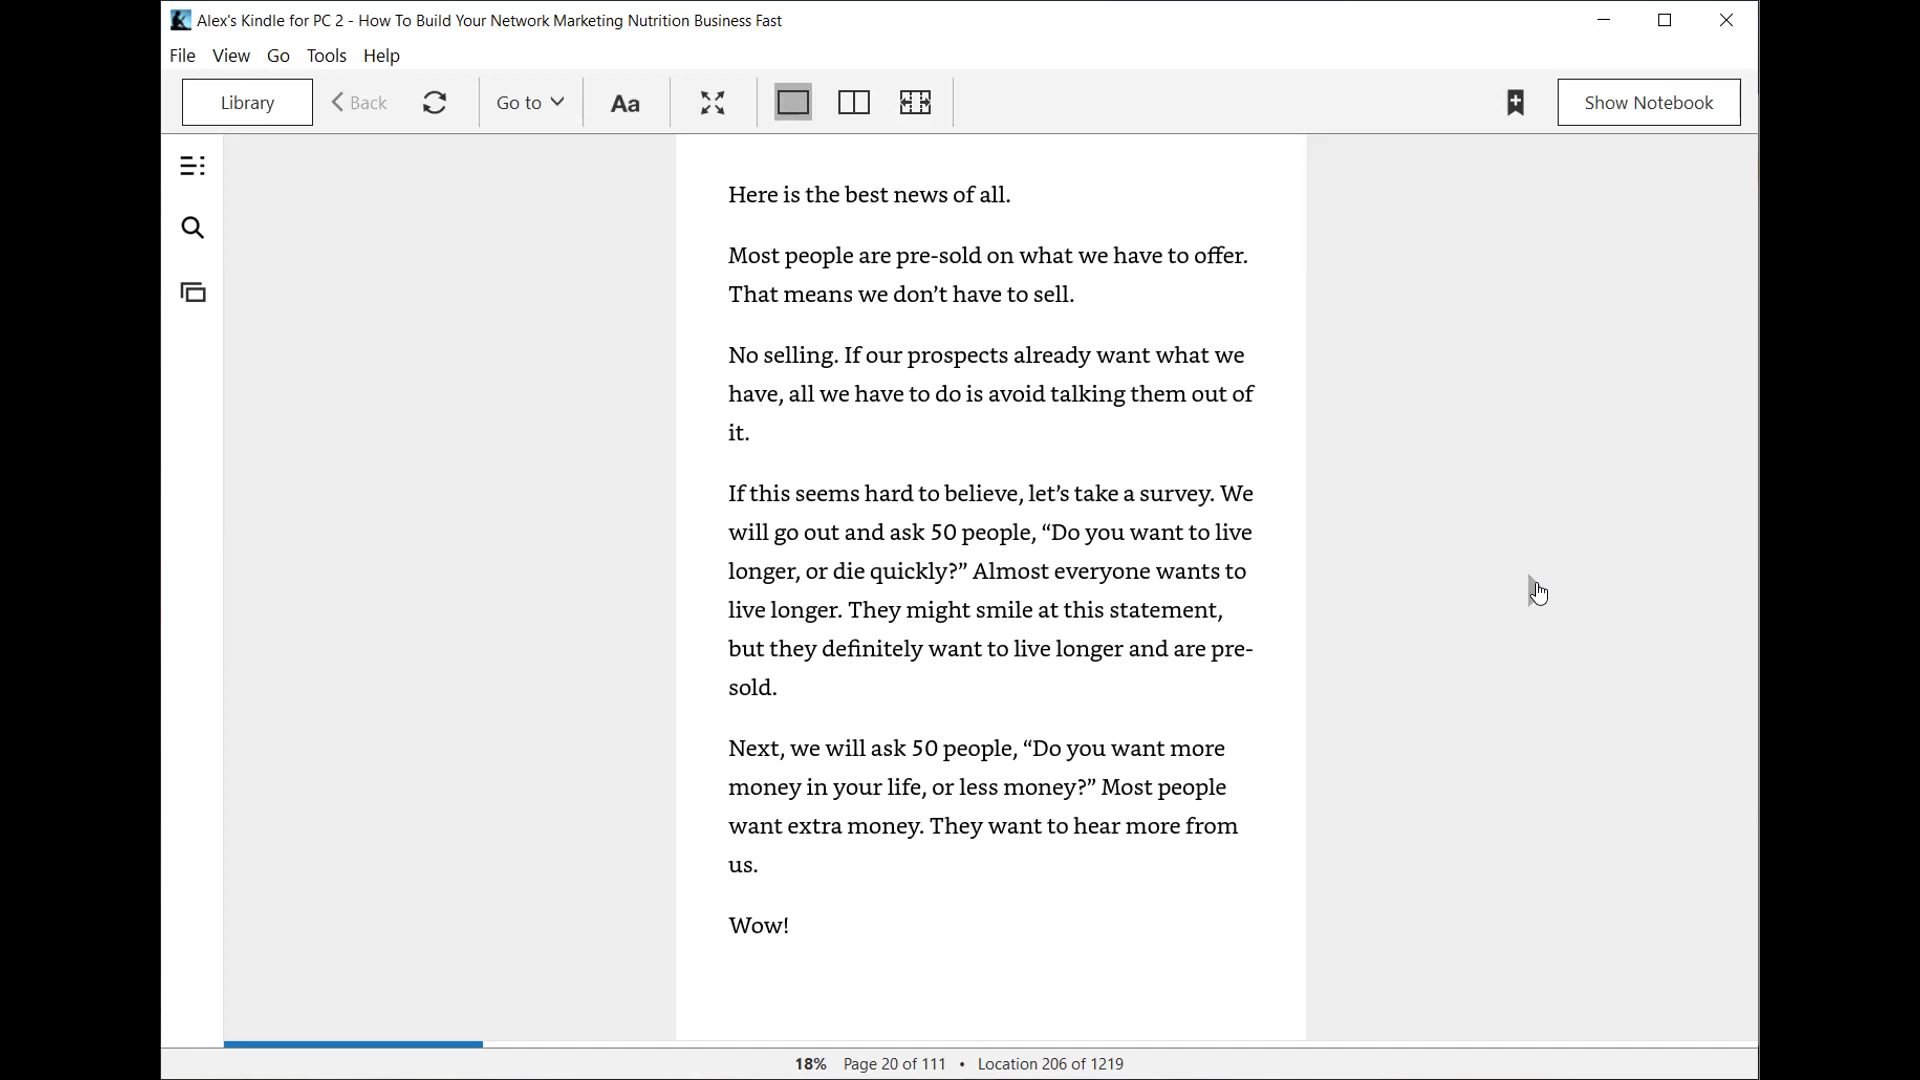 Alex's Kindle for PC 2 - How To Build Your Network Marketing Nutrition Business Fast
File View Go Tools Help
Library Back Go to Aa Show Notebook
Here is the best news of all.
Most people are pre-sold on what we have to offer.
That means we don’t have to sell.
No selling. If our prospects already want what we
have, all we have to do is avoid talking them out of
it.
If this seems hard to believe, let’s take a survey. We
will go out and ask 50 people, “Do you want to live
longer, or die quickly?” Almost everyone wants to
live longer. They might smile at this statement,
but they definitely want to live longer and are pre-
sold.
Next, we will ask 50 people, “Do you want more
money in your life, or less money?” Most people
want extra money. They want to hear more from
us.
Wow!
18% Page 20 of 111 • Location 206 of 1219